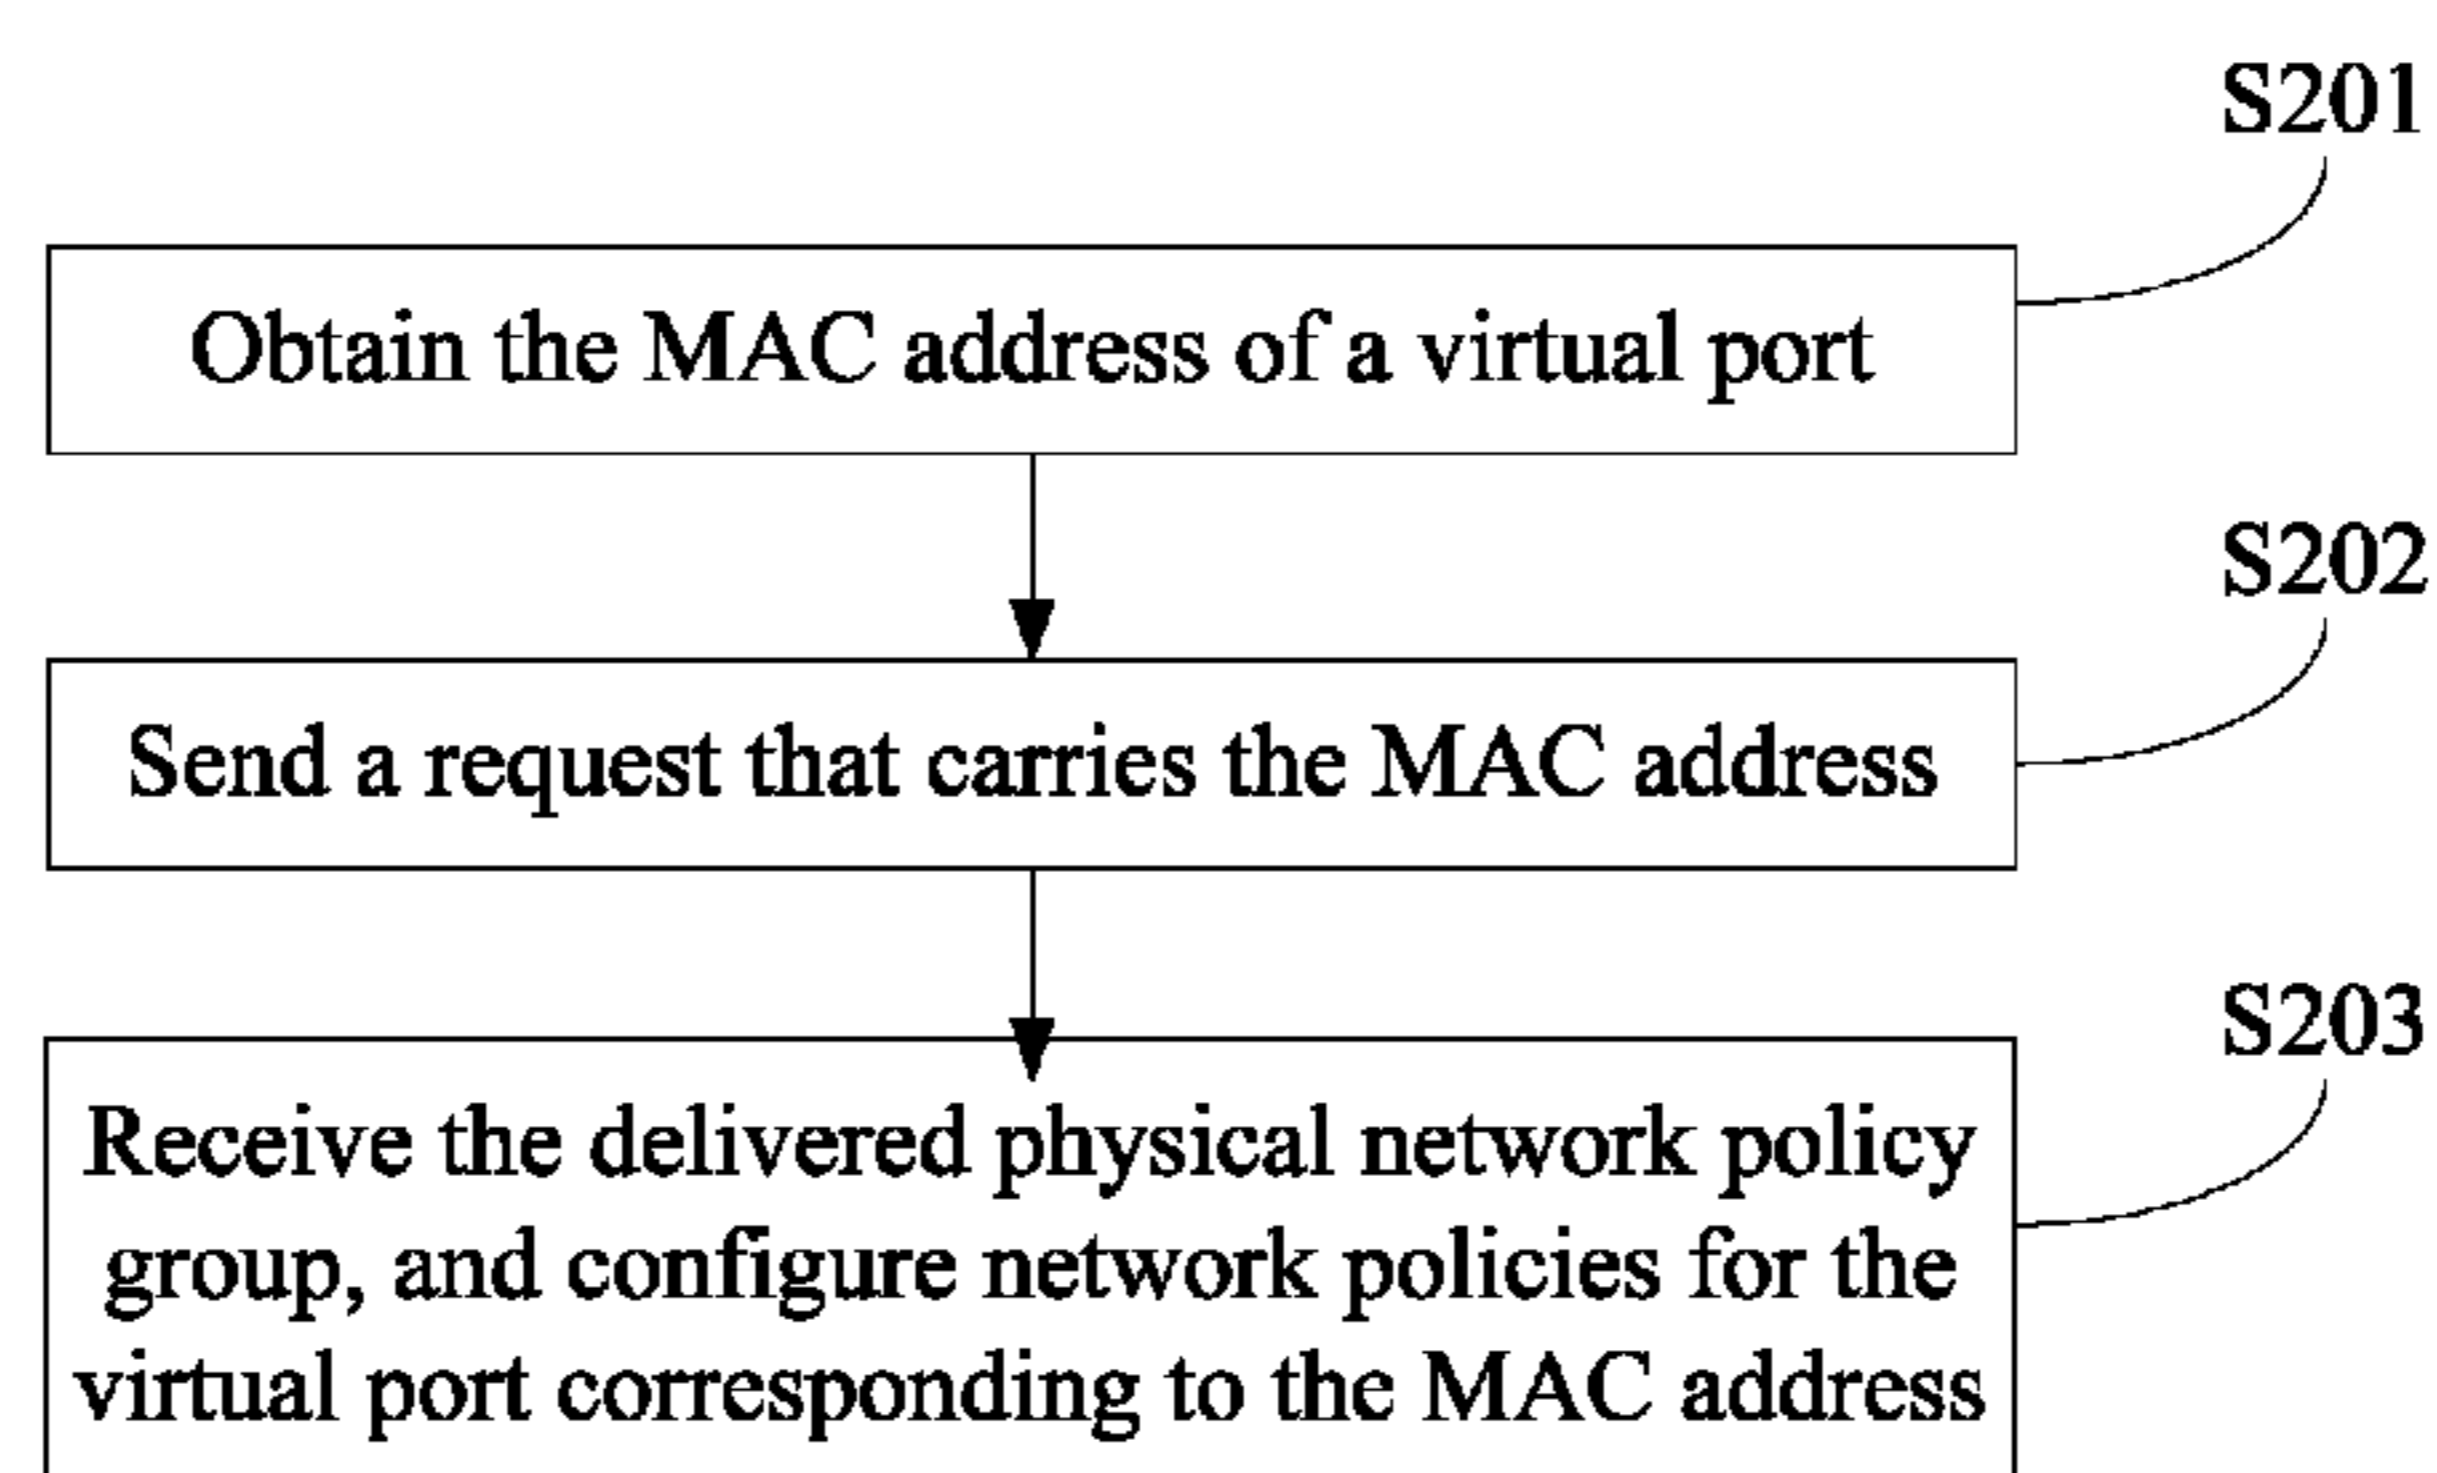 S201
Obtain the MAC address of a virtual port
S202
Send a request that carries the MAC address
S203
Receive the delivered physical network policy
group, and configure network policies for the
virtual port corresponding to the MAC address